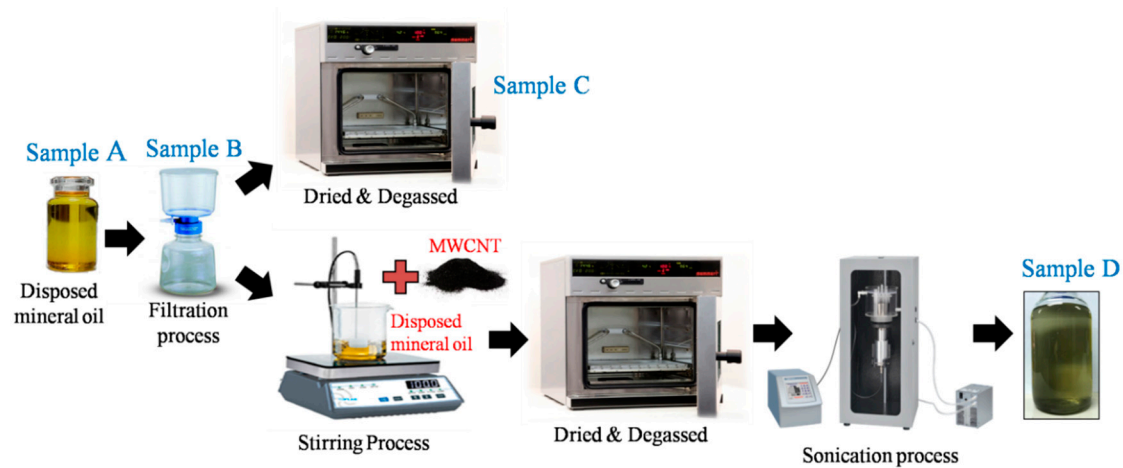 Sample A
Disposed
mineral oil
Sample B
Filtration
process
Sample C
Dried & Degassed
MWCNT
Disposed
mineral oil
1000
Stirring Process
Dried & Degassed
Sonication process
Sample D